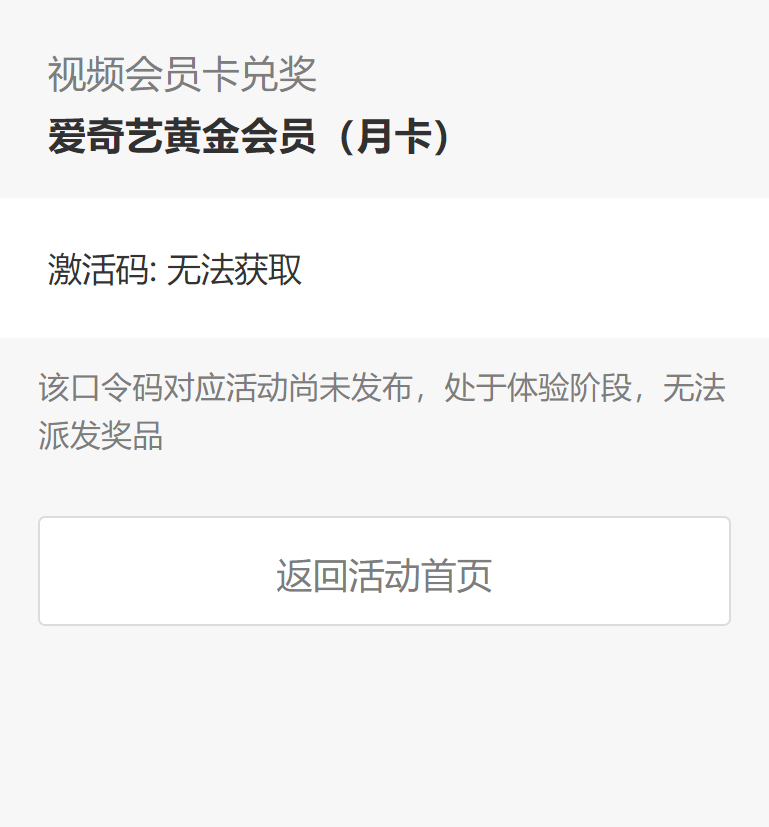 视频会员卡兑奖
爱奇艺黄金会员（月卡）
激活码: 无法获取
该口令码对应活动尚未发布，处于体验阶段，无法
派发奖品
返回活动首页